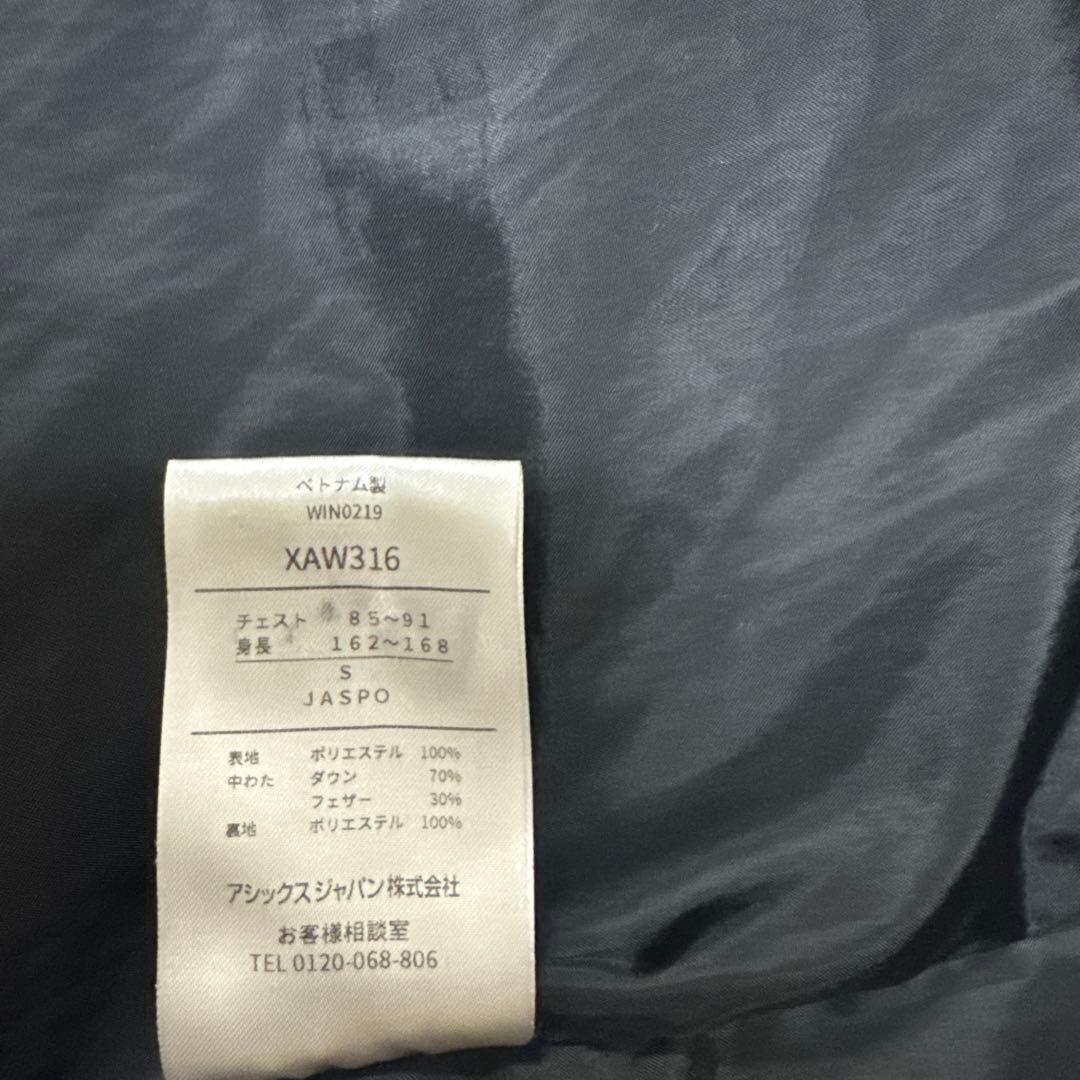 ベトナム製
WIN0219
XAW316
チェスト 85～91
身長 162～168
S
JASPO
表地 ポリエステル 100%
中わた ダウン 70%
フェザー 30%
裏地 ポリエステル 100%
アシックスジャパン株式会社
お客様相談室
TEL 0120-068-806